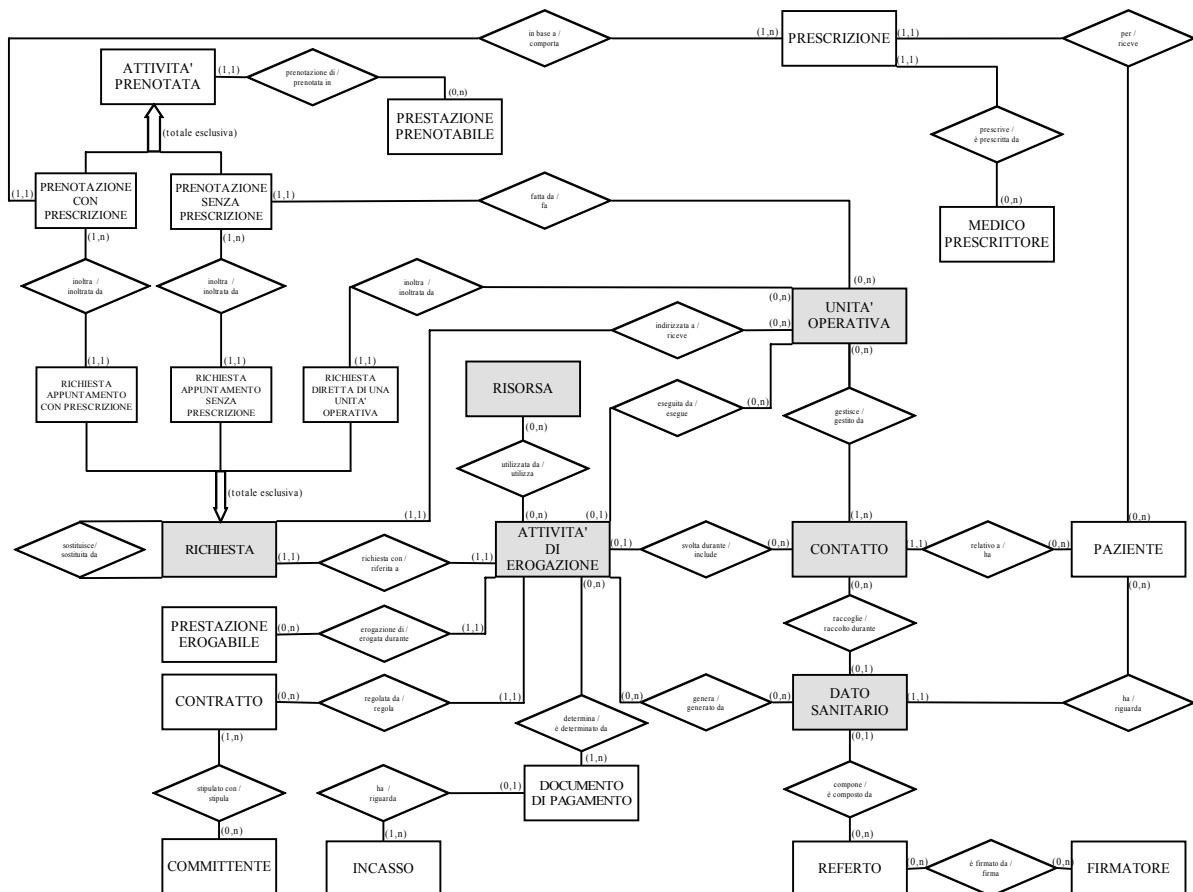 in base a /
comporta
(1,n)
PRESCRIZIONE
(1,1)
(1,1)
per /
riceve
ATTIVITA'
PRENOTATA
(1,1)
prenotazione di /
prenotata in
(0,n)
PRESTAZIONE
PRENOTABILE
(totale esclusiva)
prescrive /
è prescritta da
(0,n)
MEDICO
PRESCRITTORE
(1,1)
PRENOTAZIONE
CON
PRESCRIZIONE
(1,n)
PRENOTAZIONE
SENZA
PRESCRIZIONE
(1,1)
(1,n)
fatta da /
fa
(0,n)
inoltra /
inoltrata da
inoltra /
inoltrata da
inoltra /
inoltrata da
(0,n)
UNITA'
OPERATIVA
indirizzata a /
riceve
(0,n)
(0,n)
(0,n)
(1,1)
RICHIESTA
APPUNTAMENTO
CON PRESCRIZIONE
(1,1)
RICHIESTA
APPUNTAMENTO
SENZA
PRESCRIZIONE
(1,1)
RICHIESTA
DIRETTA DI UNA
UNITA'
OPERATIVA
RISORSA
(0,n)
eseguita da /
esegue
gestisce /
gestito da
utilizzata da /
utilizza
(totale esclusiva)
(1,1)
(0,n)
(0,1)
(1,n)
(0,n)
sostituisce/
sostituita da
RICHIESTA
(1,1)
richiesta con /
riferita a
(1,1)
ATTIVITA'
DI
EROGAZIONE
(0,1)
(0,n)
svolta durante /
include
(0,n)
CONTATTO
(1,1)
(0,n)
relativo a /
ha
(0,n)
PAZIENTE
(0,n)
PRESTAZIONE
EROGABILE
(0,n)
erogazione di /
erogata durante
(1,1)
raccoglie /
raccolto durante
(0,1)
CONTRATTO
(0,n)
(1,n)
regolata da /
regola
(1,1)
(0,n)
genera /
generato da
(0,n)
DATO
SANITARIO
(1,1)
(0,1)
ha /
riguarda
determina /
è determinato da
(1,n)
stipulato con /
stipula
(0,n)
COMMITTENTE
ha /
riguarda
(1,n)
INCASSO
(0,1)
DOCUMENTO
DI PAGAMENTO
compone /
è composto da
(0,n)
REFERTO
(0,n)
è firmato da /
firma
(0,n)
FIRMATORE